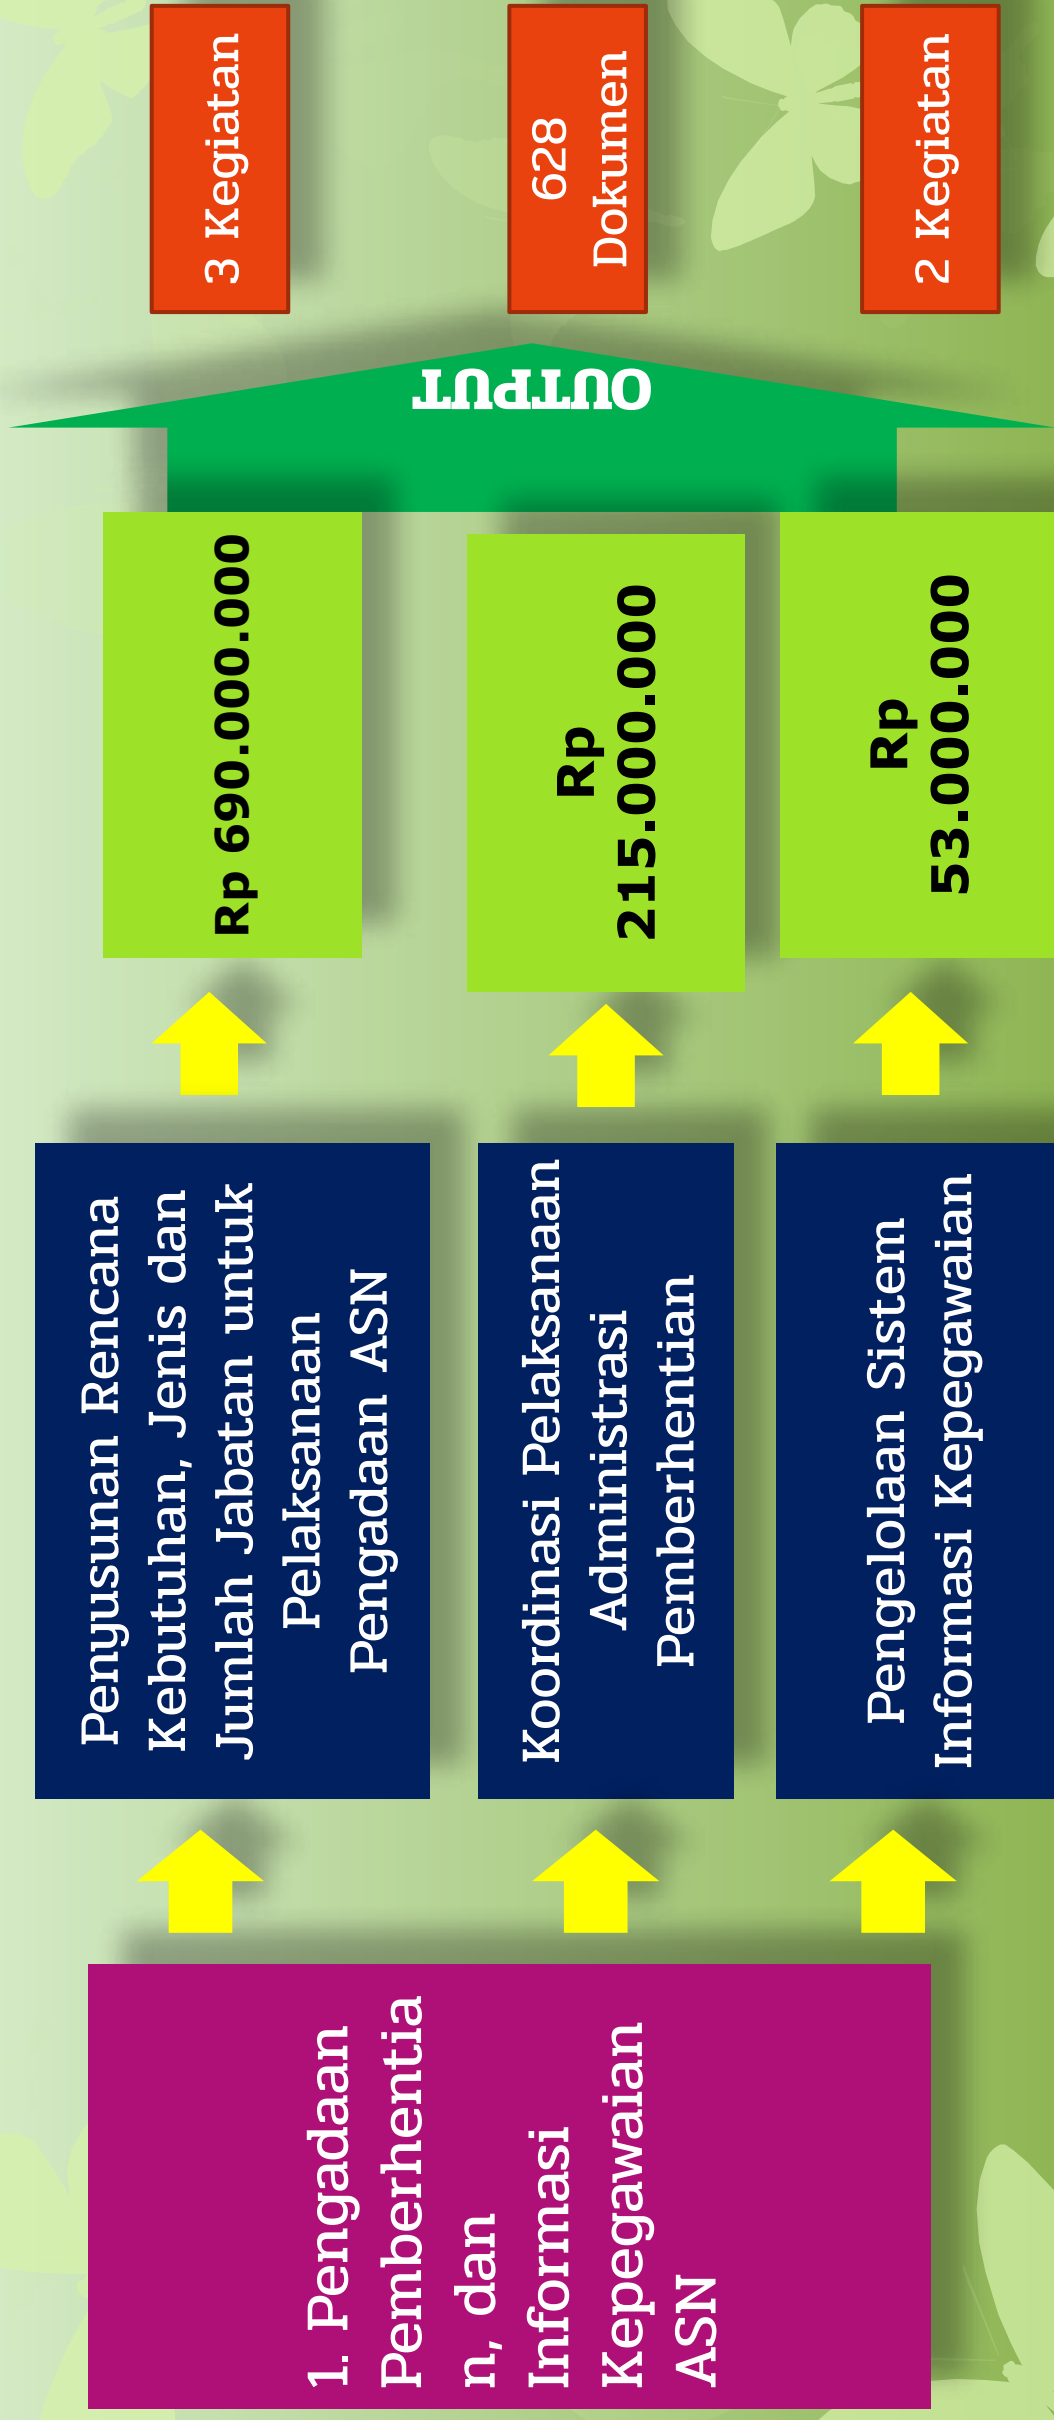 1. Pengadaan
Pemberhentia
n, dan
Informasi
Kepegawaian
ASN
Penyusunan Rencana
Kebutuhan, Jenis dan
Jumlah Jabatan untuk
Pelaksanaan
Pengadaan ASN
Rp 690.000.000
3 Kegiatan
Koordinasi Pelaksanaan
Administrasi
Pemberhentian
Rp
215.000.000
628
Dokumen
Pengelolaan Sistem
Informasi Kepegawaian
Rp
53.000.000
2 Kegiatan
OUTPUT